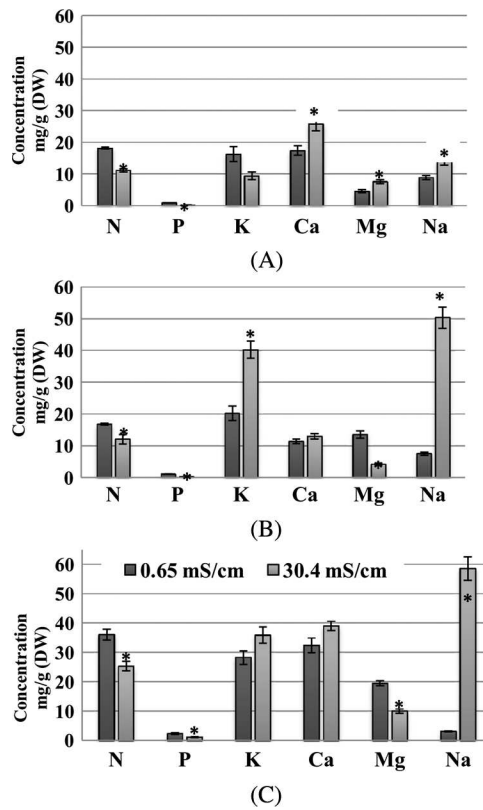 60
50
40
30
20
10
0
Concentration
mg/g (DW)
* * * * *
N P K Ca Mg Na
(A)
60
50
40
30
20
10
0
Concentration
mg/g (DW)
* * * * *
N P K Ca Mg Na
(B)
60
50
40
30
20
10
0
Concentration
mg/g (DW)
0.65 mS/cm 30.4 mS/cm
* * * *
N P K Ca Mg Na
(C)